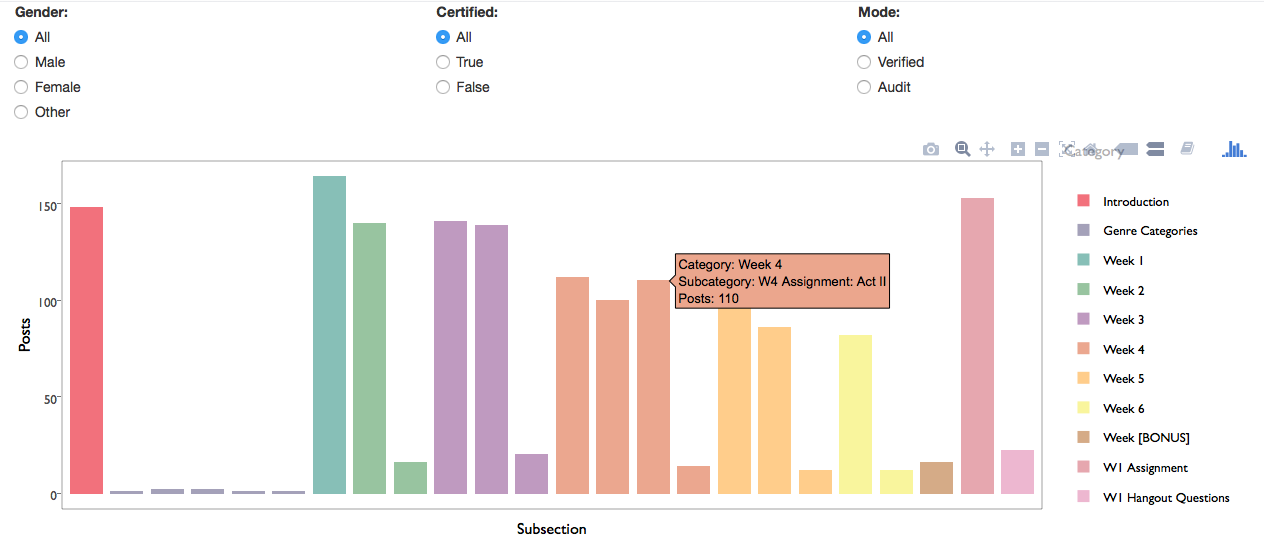 Gender: Certified: Mode:
All All All
Male True Verified
Female False Audit
Other
Category
150
100
50
0
Posts
Category: Week 4
Subcategory: W4 Assignment: Act II
Posts: 110
Introduction
Genre Categories
Week 1
Week 2
Week 3
Week 4
Week 5
Week 6
Week [BONUS]
W1 Assignment
W1 Hangout Questions
Subsection